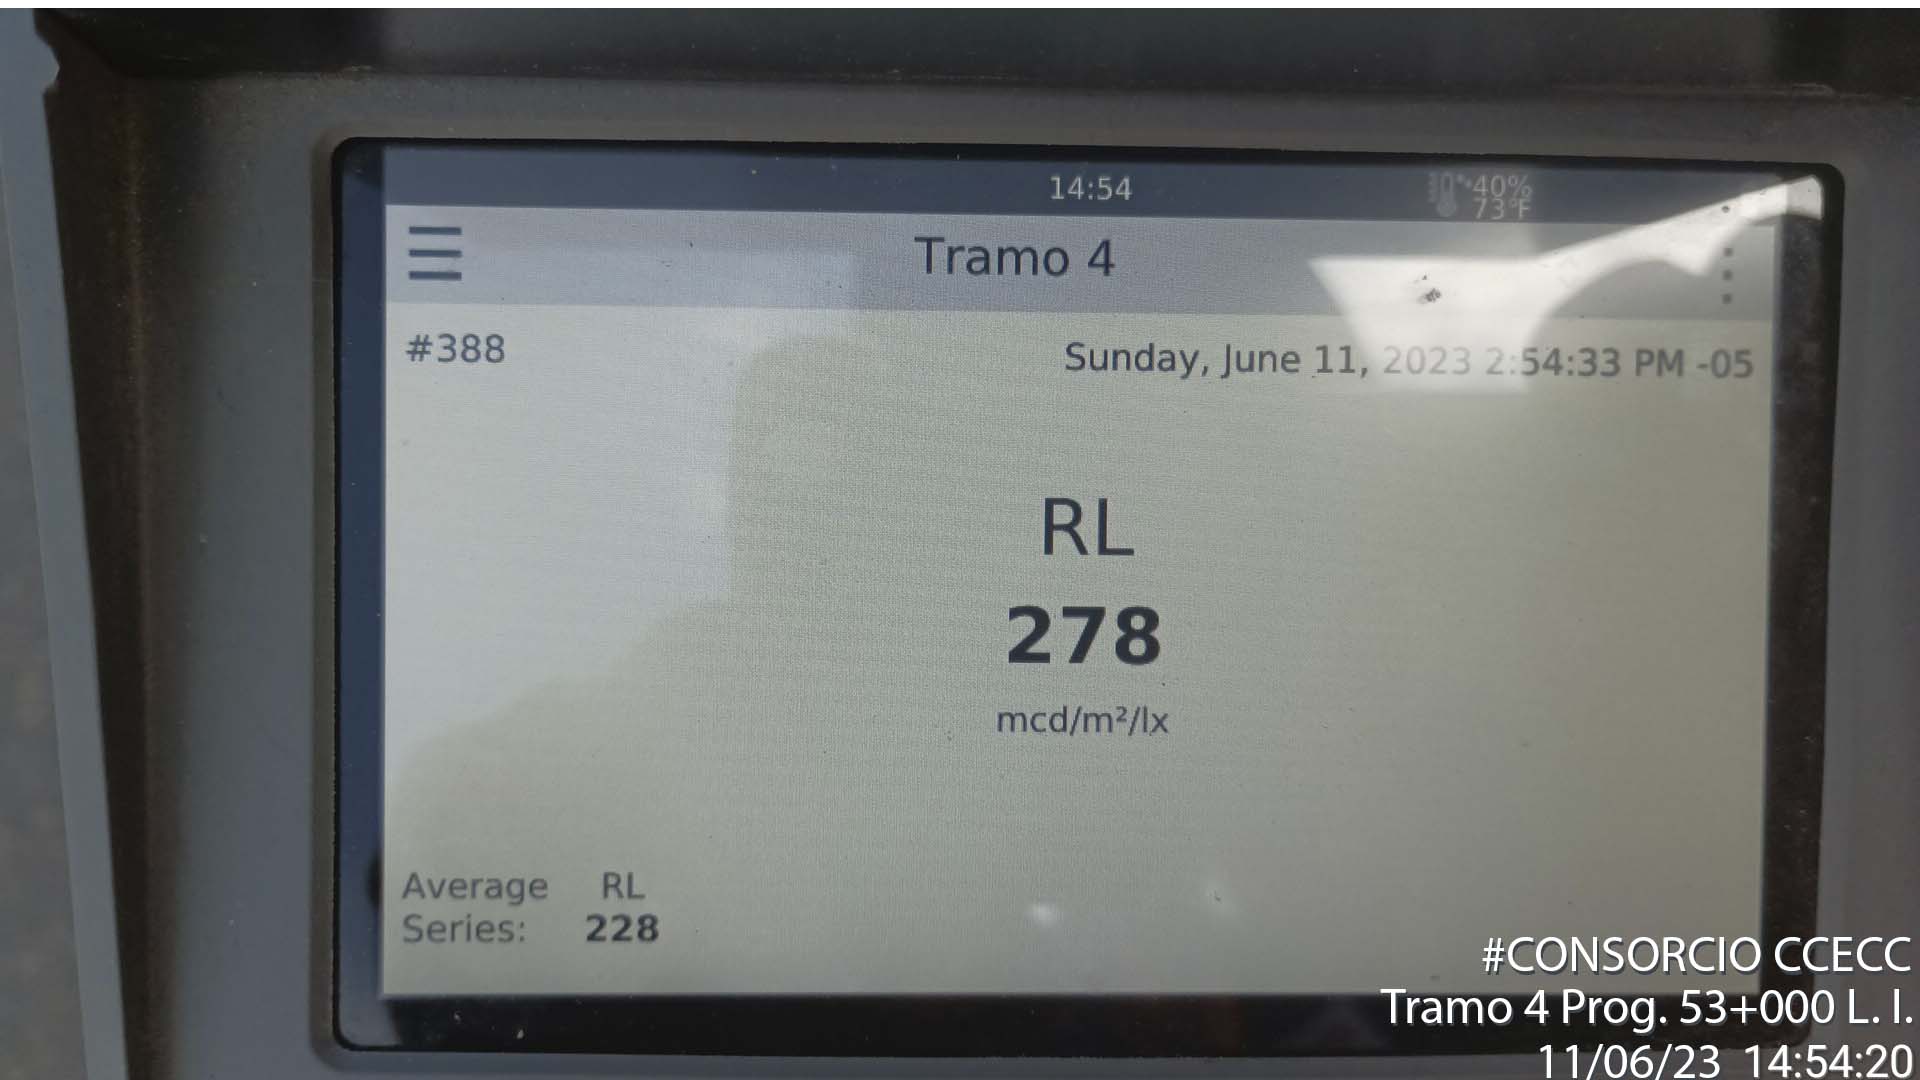 14:54
40%
73°F
Tramo 4
#388
Sunday, June 11, 2023 2:54:33 PM -05
RL
278
mcd/m²/lx
Average RL
Series: 228
#CONSORCIO CCECC
Tramo 4 Prog. 53+000 L. I.
11/06/23 14:54:20